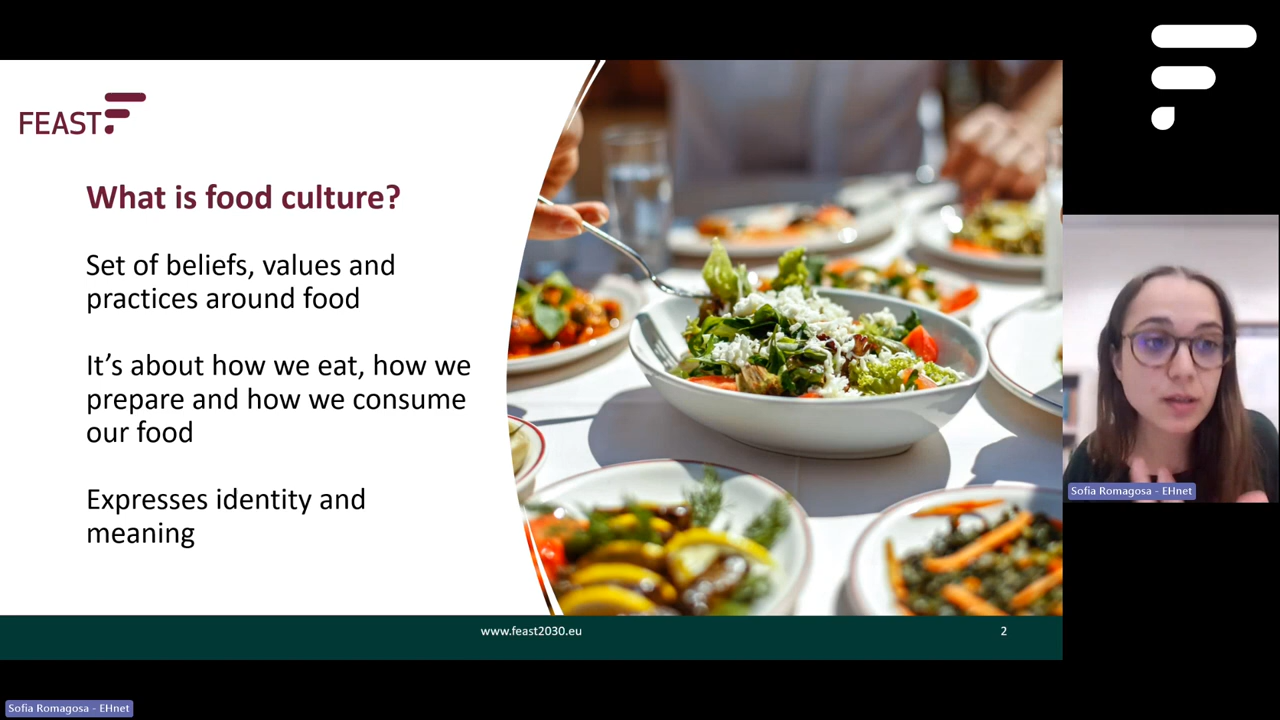 FEAST
What is food culture?
Set of beliefs, values and
practices around food
It's about how we eat, how we
prepare and how we consume
our food
Expresses identity and
meaning
www.feast2030.eu
2
Sofia Romagosa - EHnet
Sofia Romagosa - EHnet